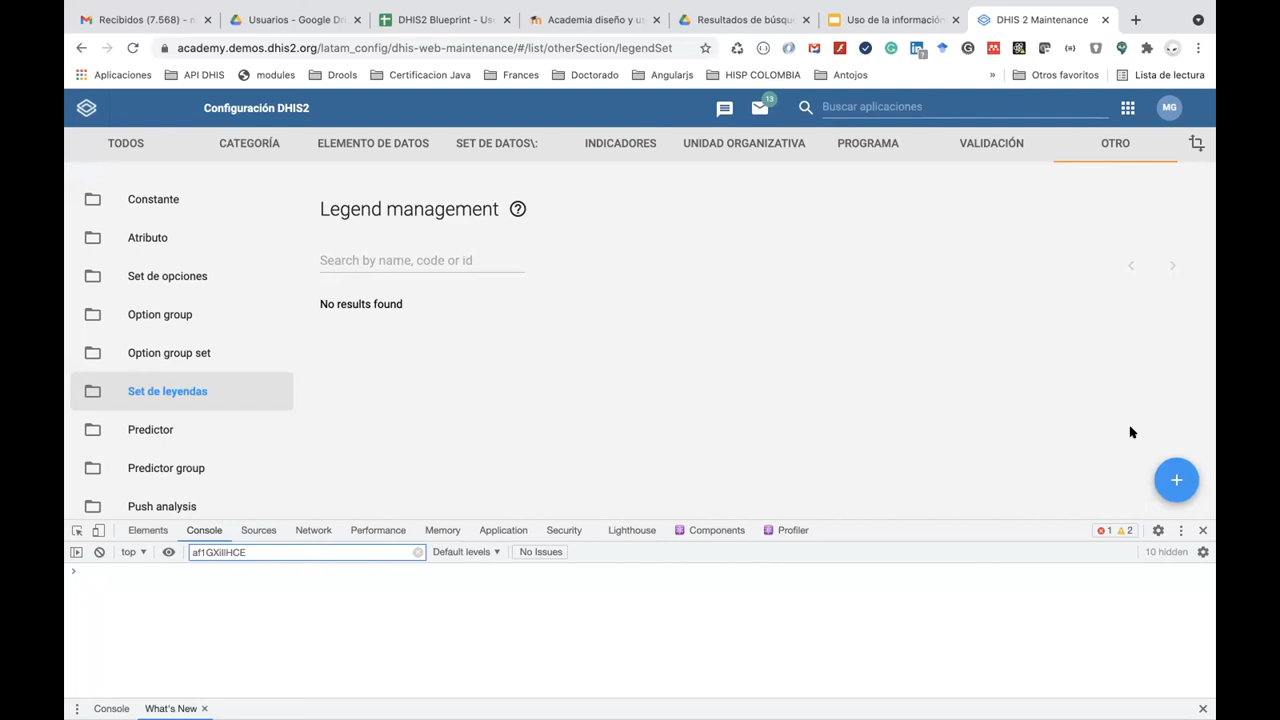 Recibidos (7.568) - m
Usuarios - Google Dri
DHIS2 Blueprint - Use
Academia diseño y us
Resultados de búsque
Uso de la información
DHIS 2 Maintenance
academy.demos.dhis2.org/latam_config/dhis-web-maintenance/#/list/otherSection/legendSet
Aplicaciones
API DHIS
modules
Drools
Certificacion Java
Frances
Doctorado
Angularjs
HISP COLOMBIA
Antojos
»
Otros favoritos
Lista de lectura
Configuración DHIS2
13
Buscar aplicaciones
MG
TODOS
CATEGORÍA
ELEMENTO DE DATOS
SET DE DATOS\:
INDICADORES
UNIDAD ORGANIZATIVA
PROGRAMA
VALIDACIÓN
OTRO
Constante
Atributo
Set de opciones
Option group
Option group set
Set de leyendas
Predictor
Predictor group
Push analysis
Legend management
Search by name, code or id
No results found
Elements
Console
Sources
Network
Performance
Memory
Application
Security
Lighthouse
Components
Profiler
1
2
top
af1GXillHCE
Default levels
No Issues
10 hidden
Console
What's New